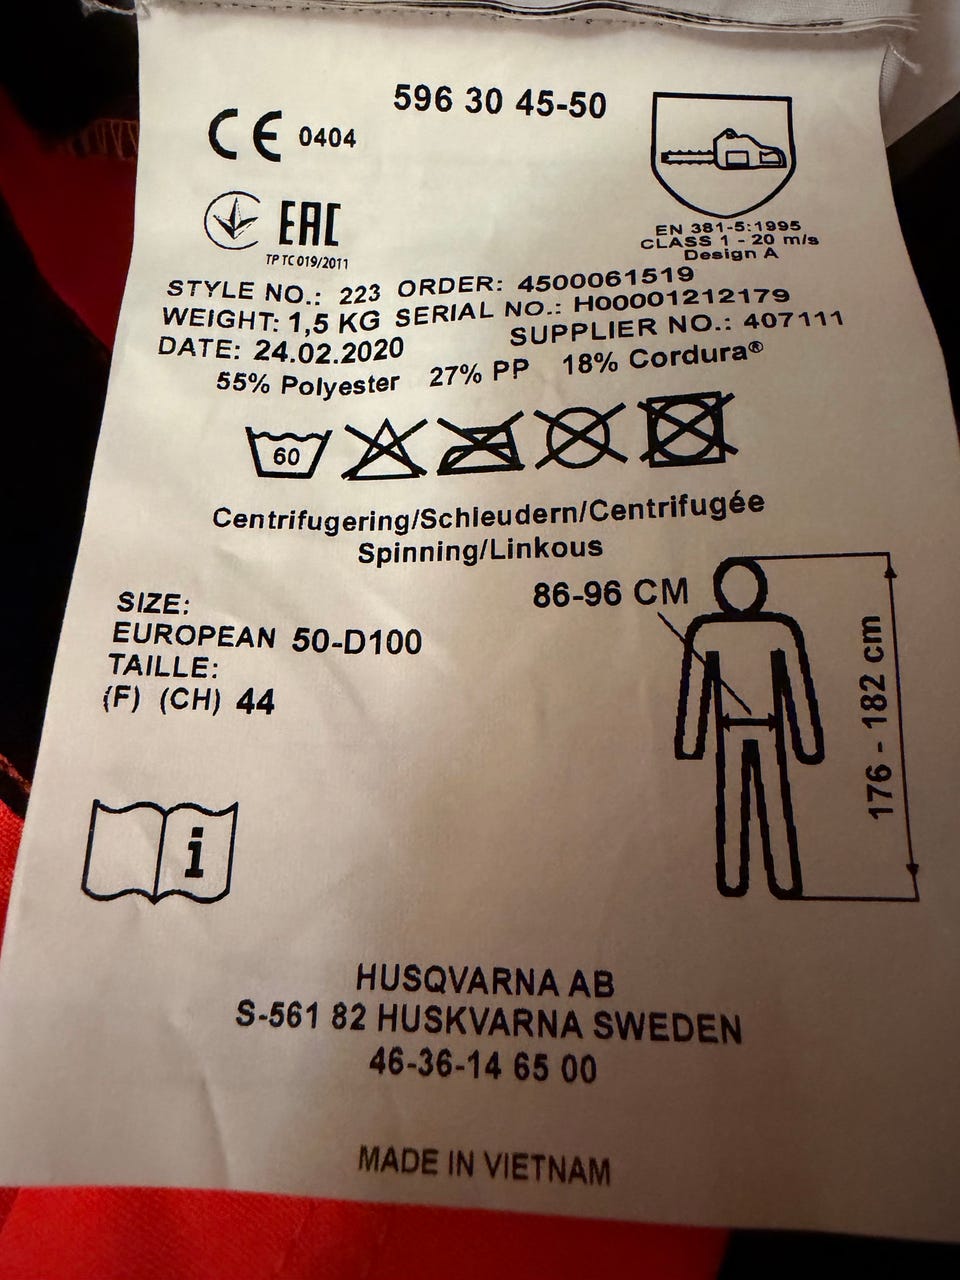 596 30 45-50
CE 0404
EAC
TP TC 019/2011
EN 381-5:1995
CLASS 1 - 20 m/s
Design A
STYLE NO.: 223 ORDER: 4500061519
WEIGHT: 1,5 KG SERIAL NO.: H00001212179
DATE: 24.02.2020 SUPPLIER NO.: 407111
55% Polyester 27% PP 18% Cordura®
60
Centrifugering/Schleudern/Centrifugée
Spinning/Linkous
86-96 CM
SIZE:
EUROPEAN 50-D100
TAILLE:
(F) (CH) 44
176 - 182 cm
i
HUSQVARNA AB
S-561 82 HUSKVARNA SWEDEN
46-36-14 65 00
MADE IN VIETNAM